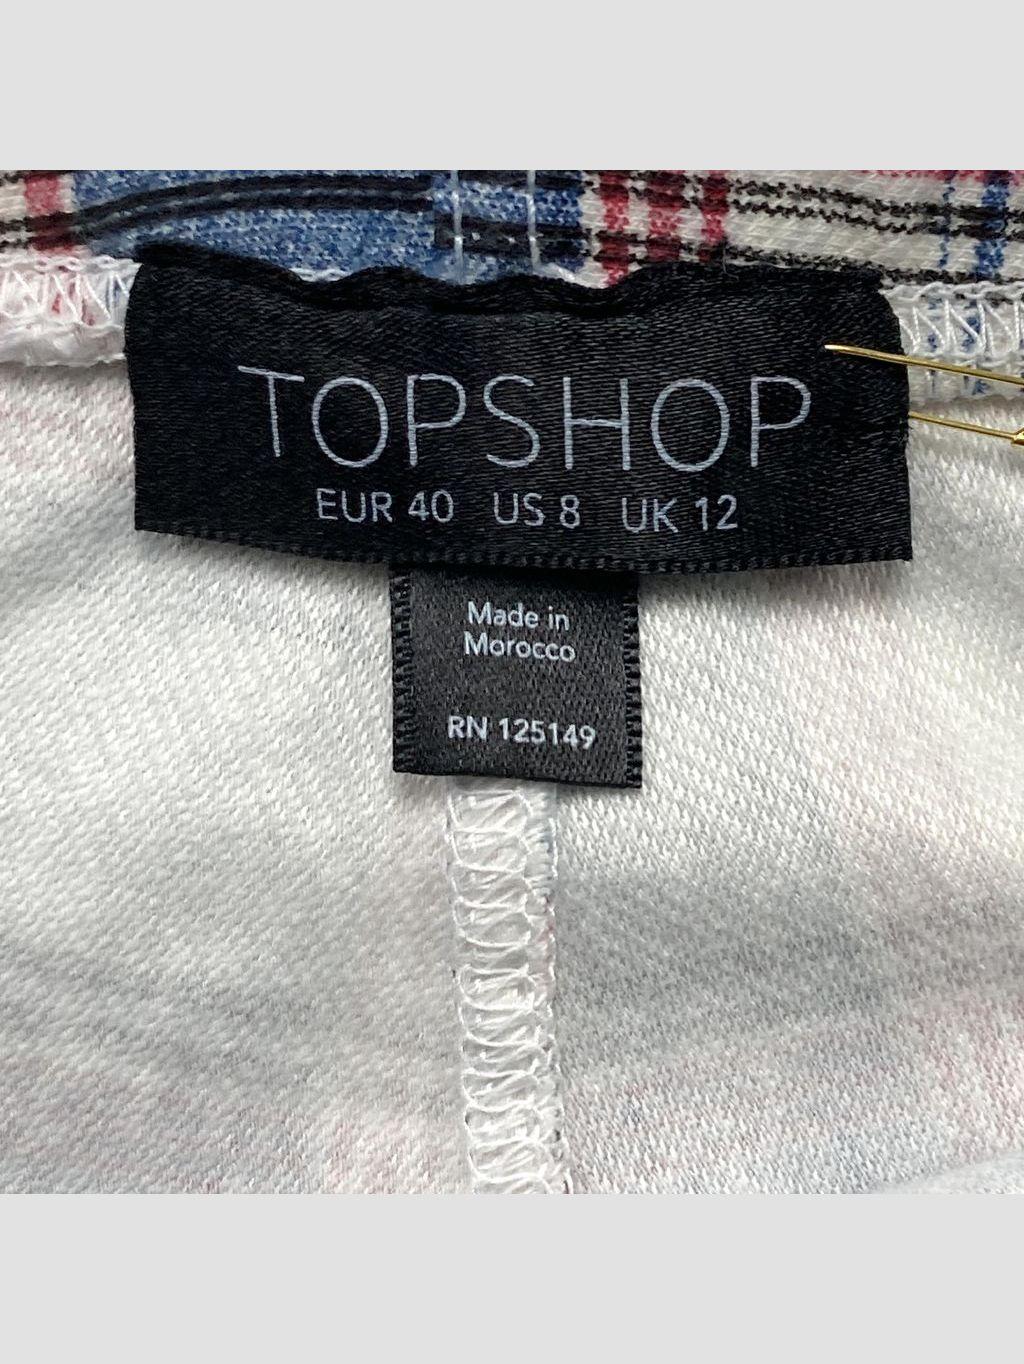 TOPSHOP
EUR 40 US 8 UK 12
Made in
Morocco
RN 125149